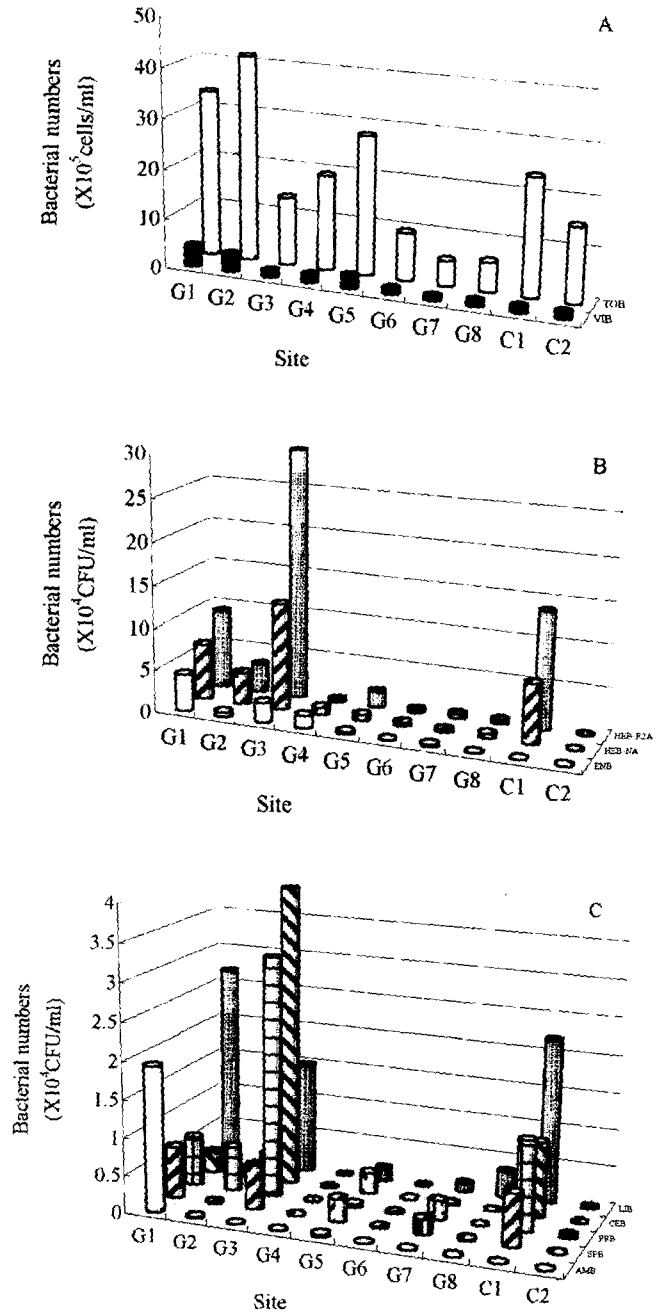 A
Bacterial numbers
(X10⁵cells/ml)
50
40
30
20
10
0
G1 G2 G3 G4 G5 G6 G7 G8 C1 C2
TOB
VIB
Site
B
Bacterial numbers
(X10⁴CFU/ml)
30
25
20
15
10
5
0
G1 G2 G3 G4 G5 G6 G7 G8 C1 C2
HEB-R2A
HEB-NA
ENB
Site
C
Bacterial numbers
(X10⁴CFU/ml)
4
3.5
3
2.5
2
1.5
1
0.5
0
G1 G2 G3 G4 G5 G6 G7 G8 C1 C2
LIB
CEB
PRB
SPB
AMB
Site